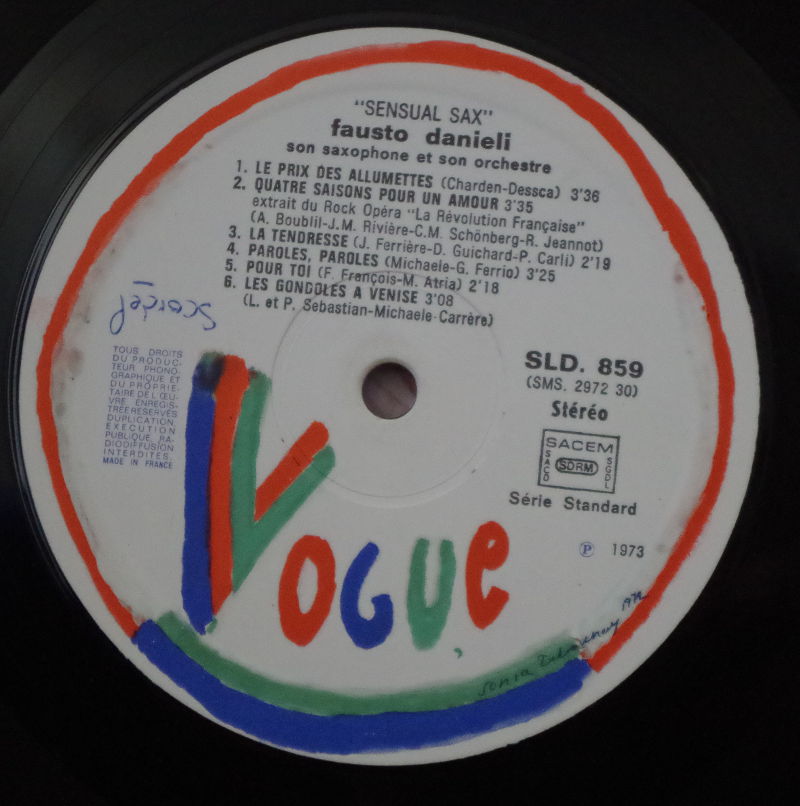 "SENSUAL SAX"
fausto danieli
son saxophone et son orchestre
1. LE PRIX DES ALLUMETTES (Charden-Dessca) 3'36
2. QUATRE SAISONS POUR UN AMOUR 3'35
extrait du Rock Opéra "La Révolution Française"
(A. Boublil-J.M. Rivière-C.M. Schönberg-R. Jeannot)
3. LA TENDRESSE (J. Ferrière-D. Guichard-P. Carli) 2'19
4. PAROLES, PAROLES (Michaele-G. Ferrio) 3'25
5. POUR TOI (F. François-M. Atria) 2'18
6. LES GONDOLES A VENISE 3'08
(L. et P. Sebastian-Michaele-Carrère)
TOUS DROITS
DU PRODUC-
TEUR PHONO-
GRAPHIQUE ET
DU PROPRIE-
TAIRE DE L'ŒU-
VRE ENREGIS-
TRÉE RESERVÉS
DUPLICATION,
EXECUTION
PUBLIQUE, RA-
DIODIFFUSION
INTERDITES.
MADE IN FRANCE
SLD. 859
(SMS. 2972 30)
Stéréo
SACEM
SACD
SDRM
SGDL
Série Standard
℗ 1973
VOGUE
sonia Delaunay